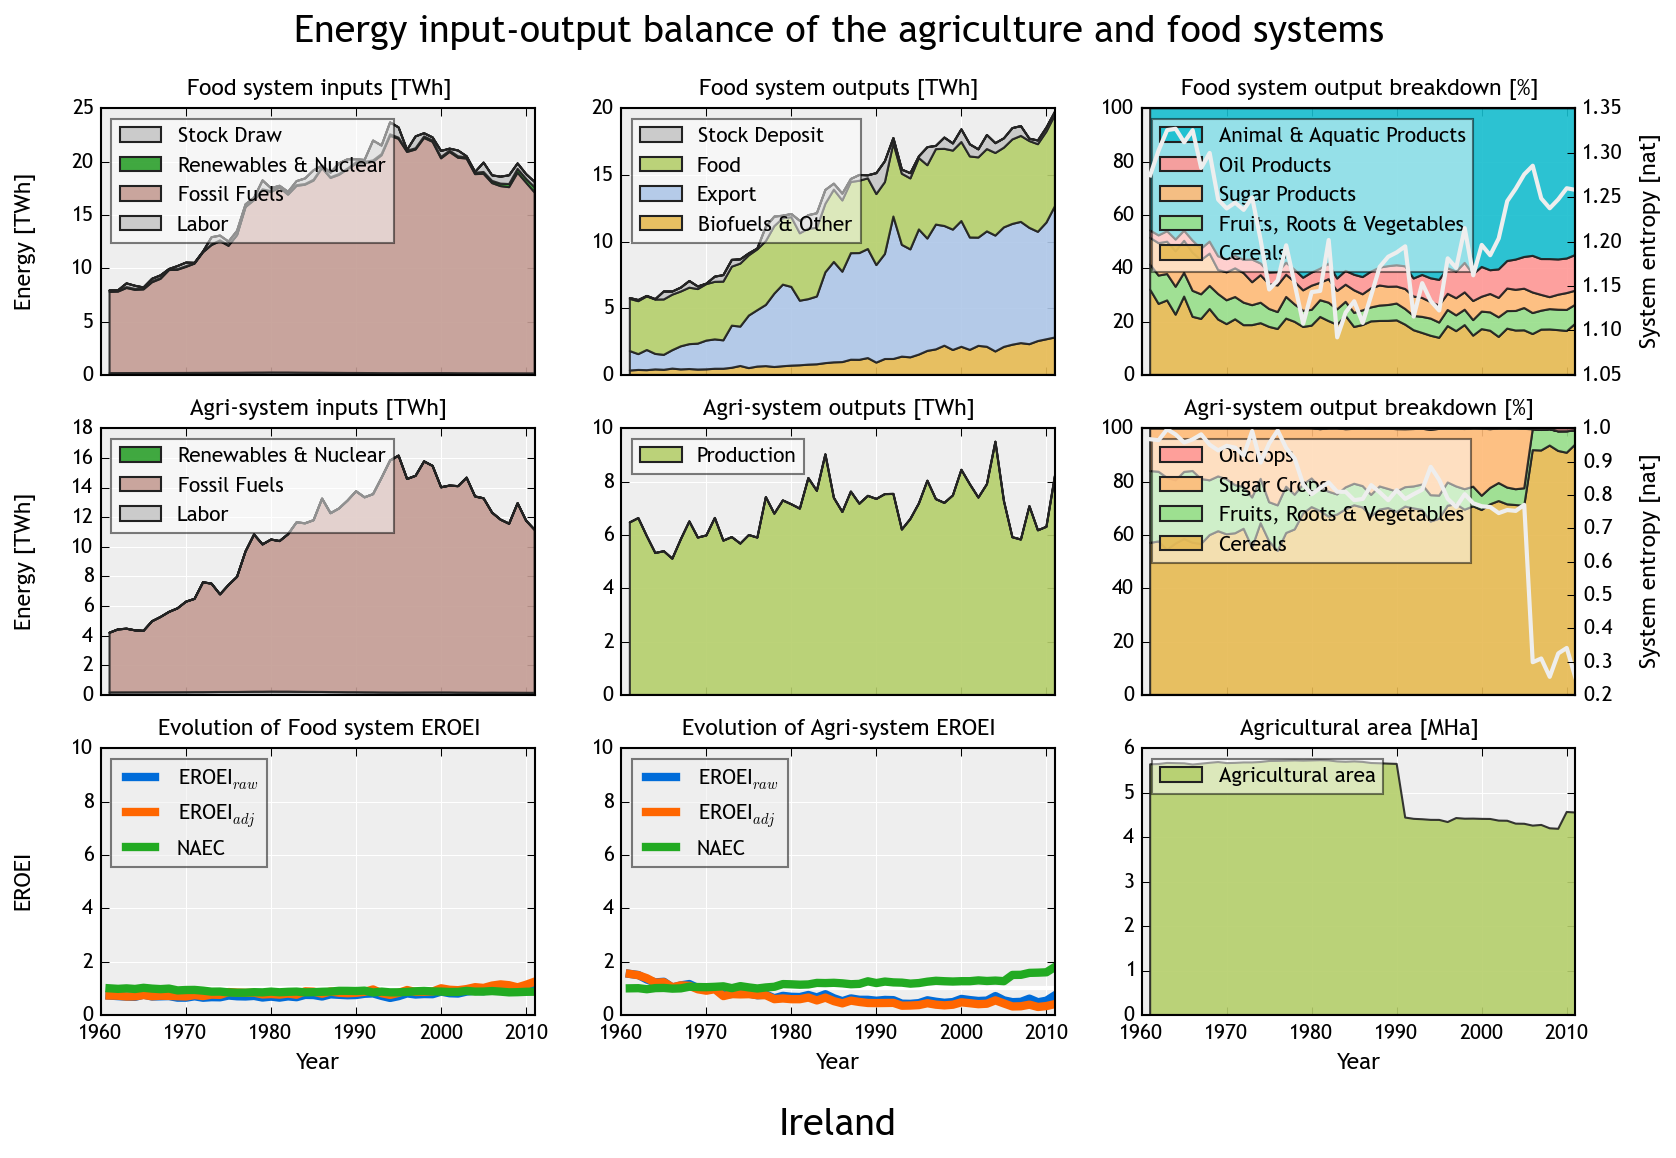 Energy input-output balance of the agriculture and food systems
Food system inputs [TWh]
Food system outputs [TWh]
Food system output breakdown [%]
Energy [TWh]
25
20
15
10
5
0
Stock Draw
Renewables & Nuclear
Fossil Fuels
Labor
20
15
10
5
0
Stock Deposit
Food
Export
Biofuels & Other
100
80
60
40
20
0
Animal & Aquatic Products
Oil Products
Sugar Products
Fruits, Roots & Vegetables
Cereals
1.35
1.30
1.25
1.20
1.15
1.10
1.05
System entropy [nat]
Agri-system inputs [TWh]
Agri-system outputs [TWh]
Agri-system output breakdown [%]
Energy [TWh]
18
16
14
12
10
8
6
4
2
0
Renewables & Nuclear
Fossil Fuels
Labor
10
8
6
4
2
0
Production
100
80
60
40
20
0
Oilcrops
Sugar Crops
Fruits, Roots & Vegetables
Cereals
1.0
0.9
0.8
0.7
0.6
0.5
0.4
0.3
0.2
System entropy [nat]
Evolution of Food system EROEI
Evolution of Agri-system EROEI
Agricultural area [MHa]
EROEI
10
8
6
4
2
0
EROEI raw
EROEI adj
NAEC
1960 1970 1980 1990 2000 2010
Year
10
8
6
4
2
0
EROEI raw
EROEI adj
NAEC
1960 1970 1980 1990 2000 2010
Year
6
5
4
3
2
1
0
Agricultural area
1960 1970 1980 1990 2000 2010
Year
Ireland